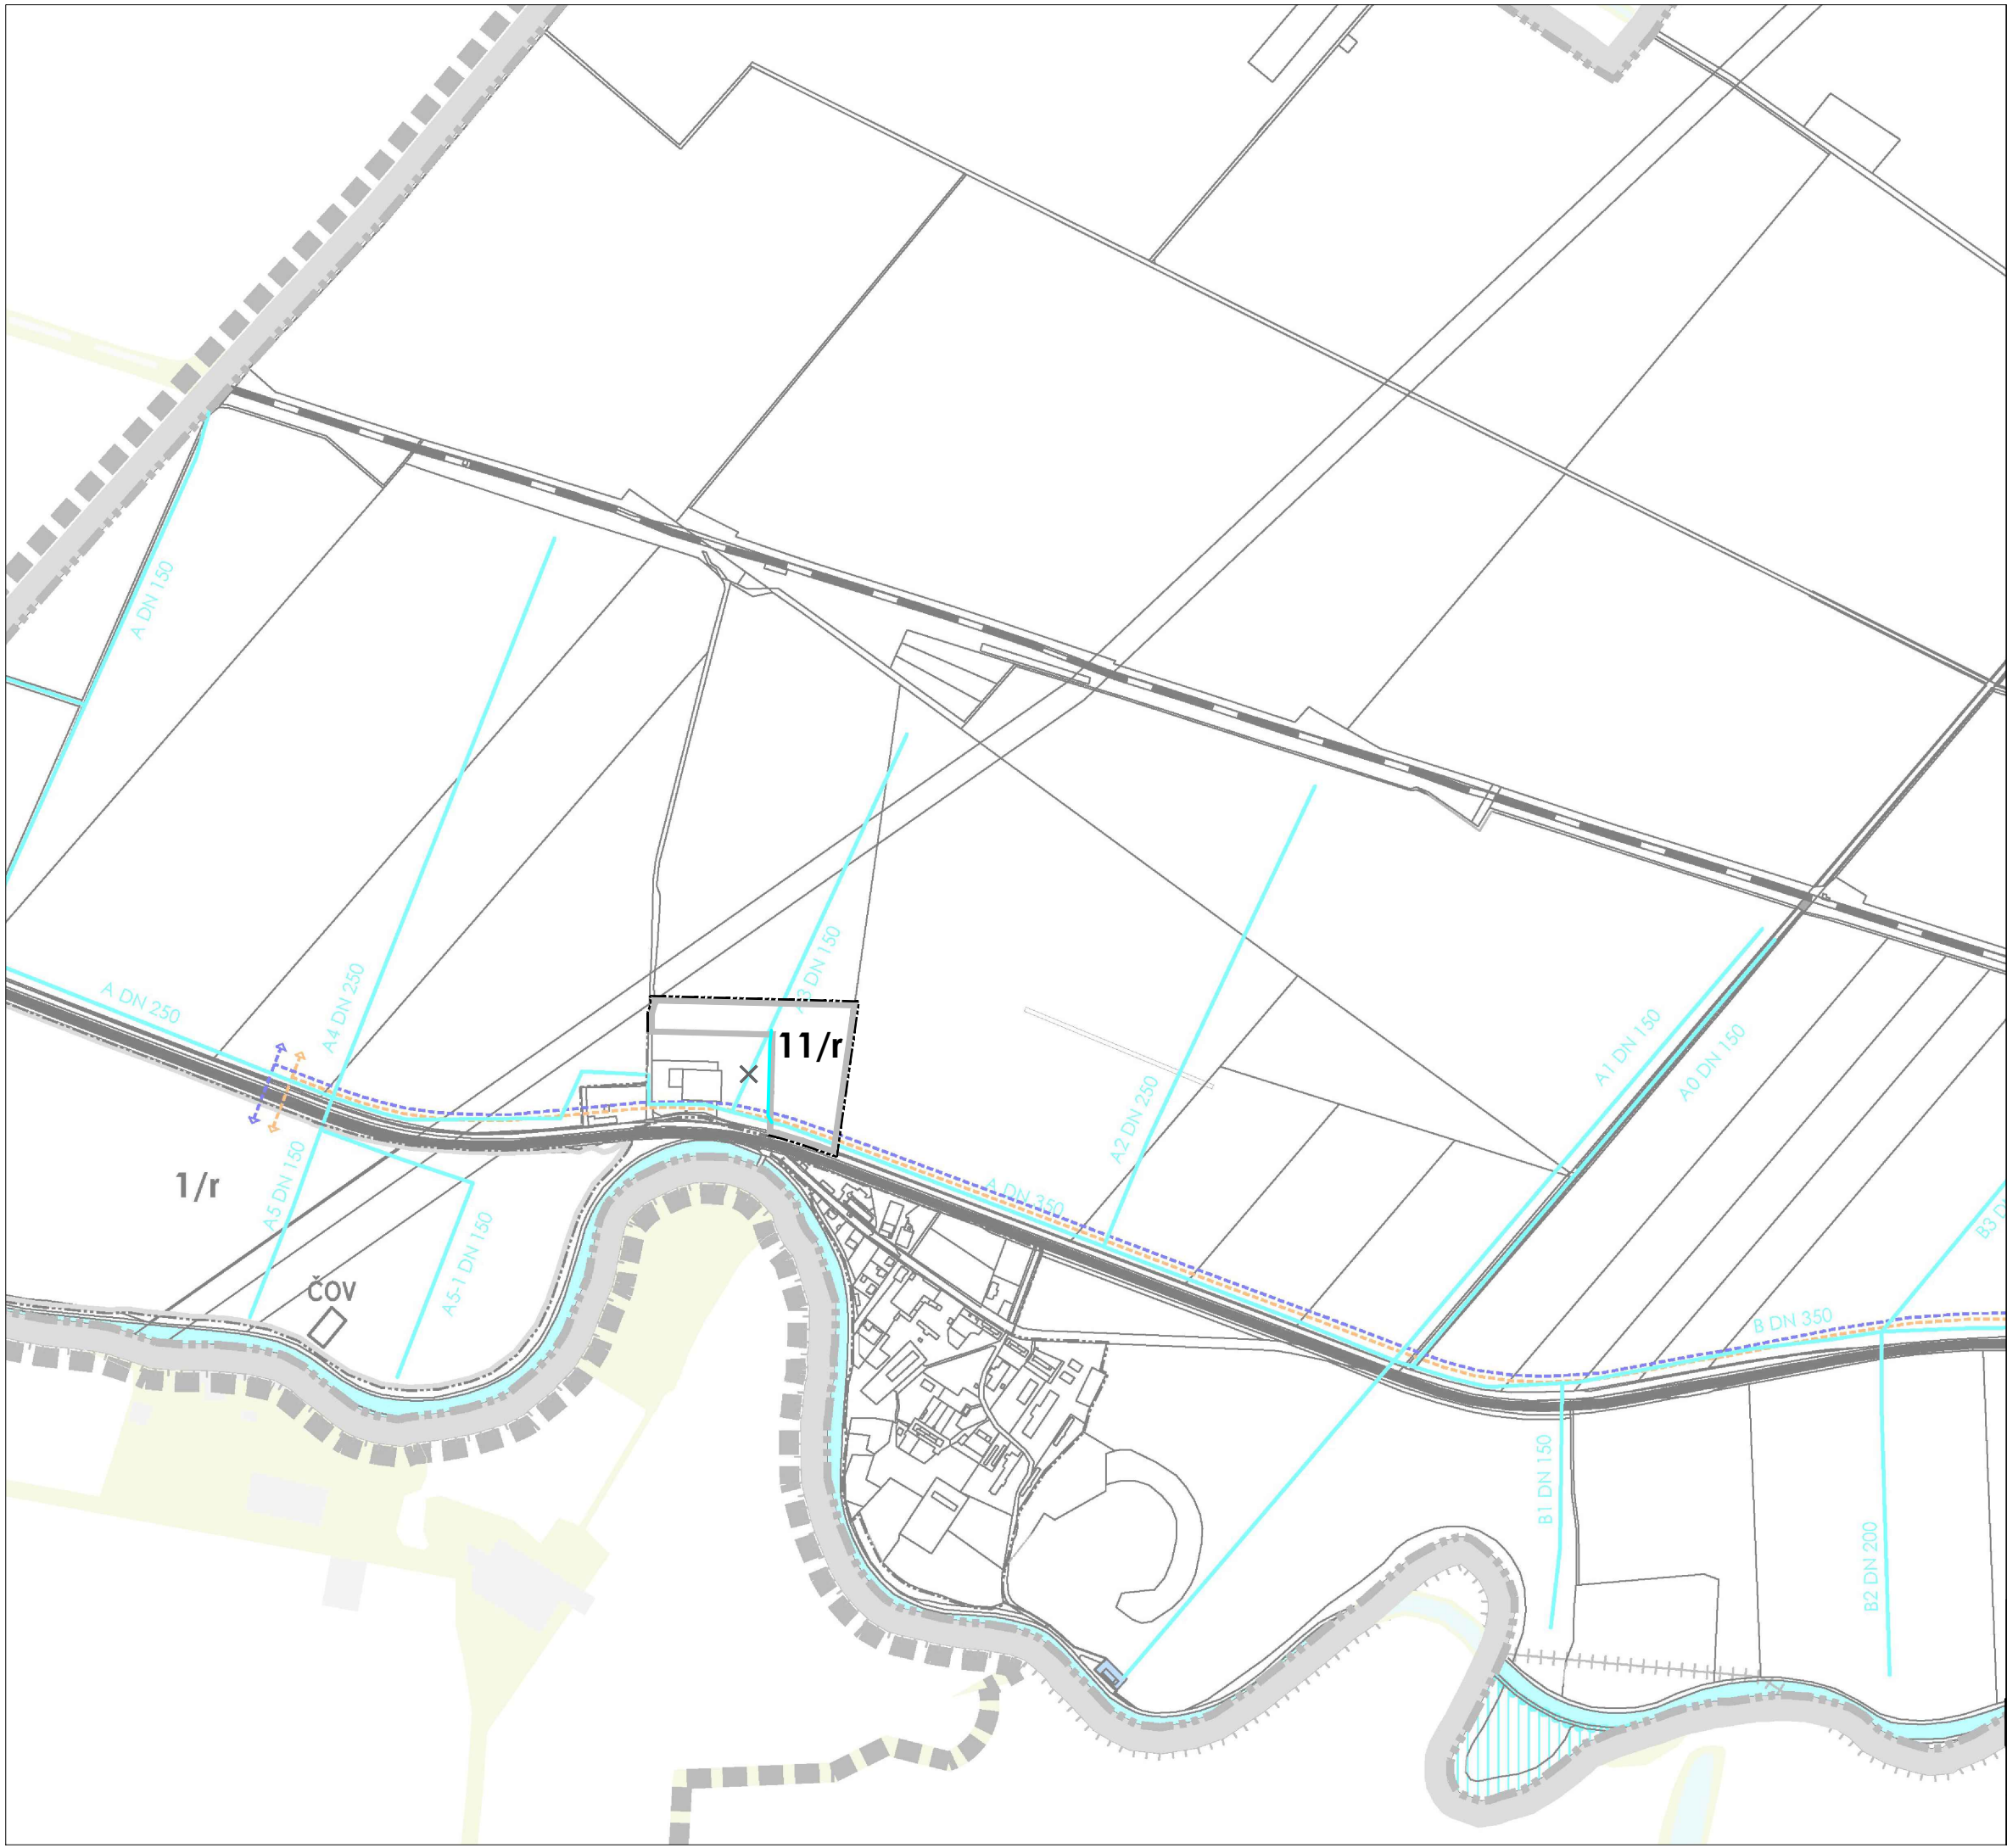 A DN 150
A DN 250
A4 DN 250
A3 DN 150
11/r
A1 DN 150
A0 DN 150
A2 DN 250
A5 DN 150
1/r
A DN 350
A5-1 DN 150
ČOV
B3 D
B DN 350
B1 DN 150
B2 DN 200